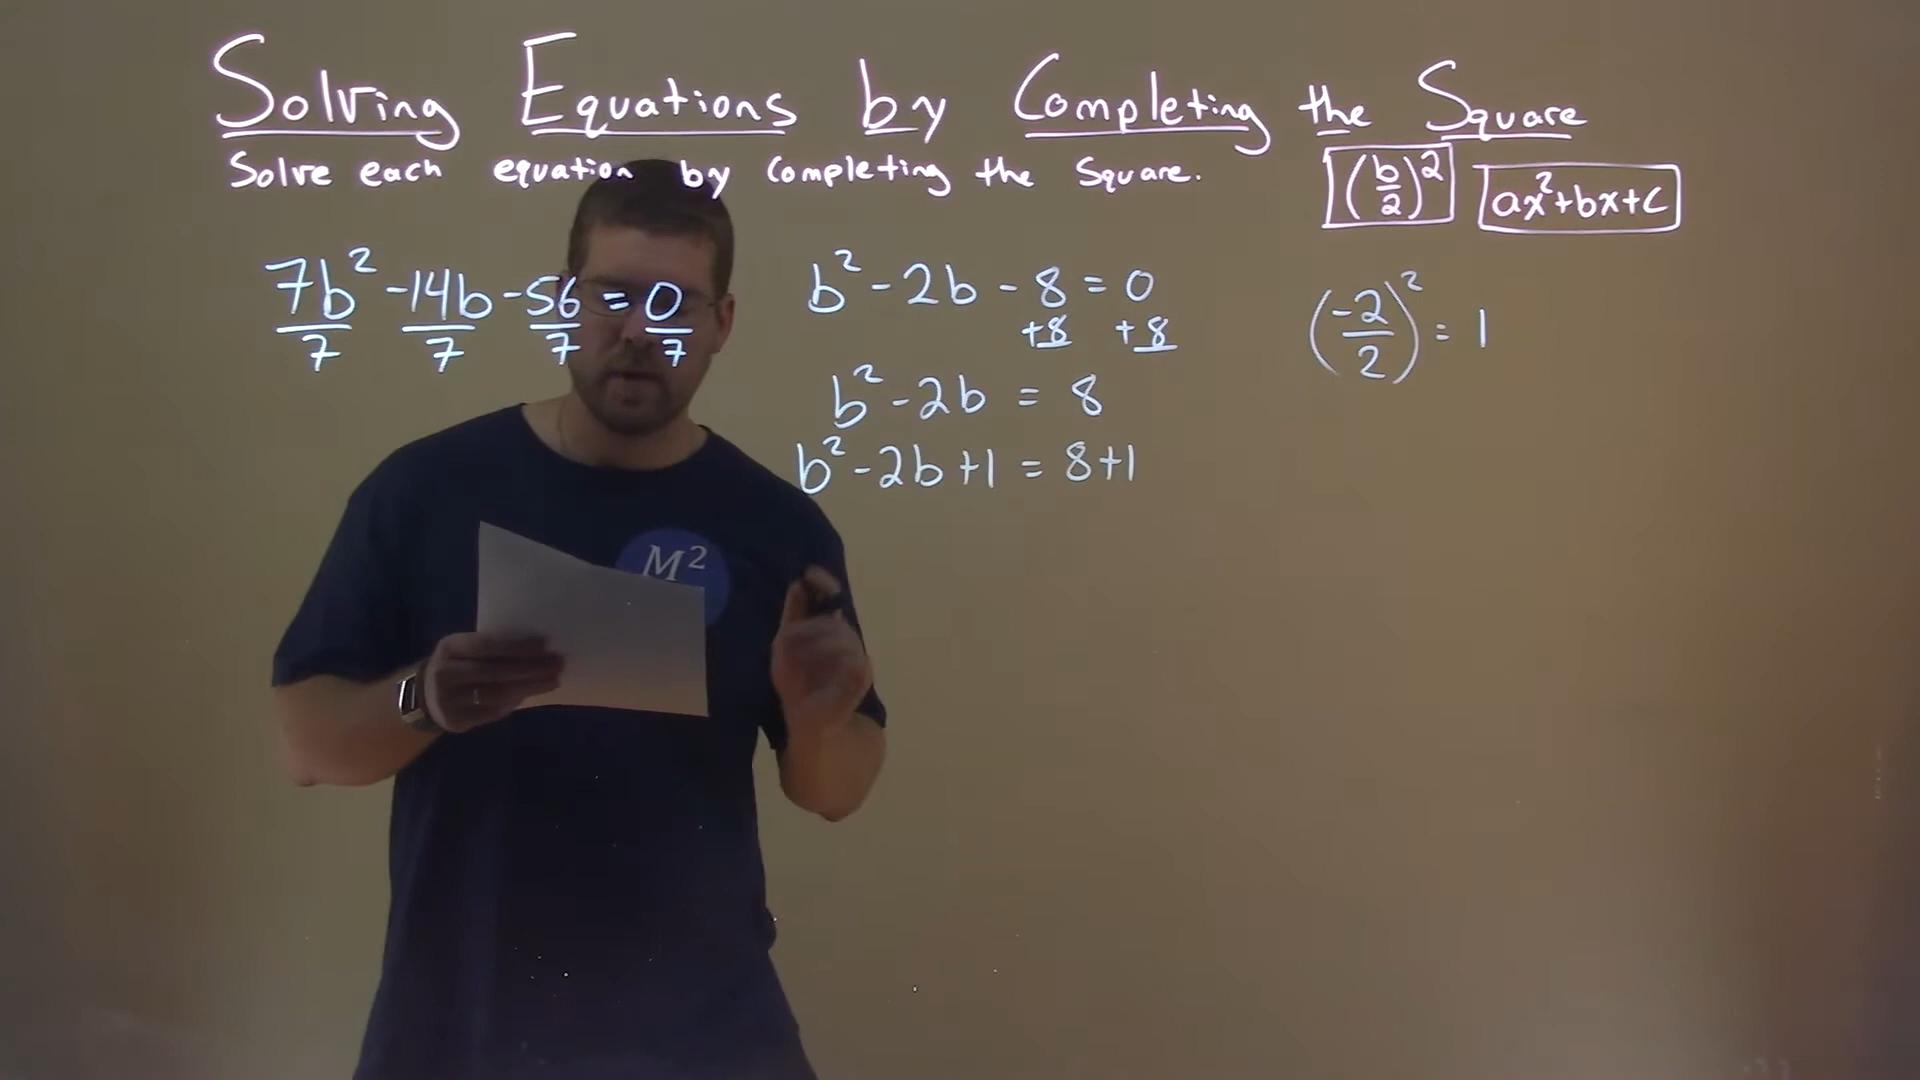 Solving Equations by Completing the Square
Solve each equation by Completing the Square.
(b/2)²
ax²+bx+c
7b²/7 -14b/7 -56/7 = 0/7
b² - 2b - 8 = 0
+8 +8
b² - 2b = 8
b² - 2b + 1 = 8+1
(-2/2)² = 1
M²